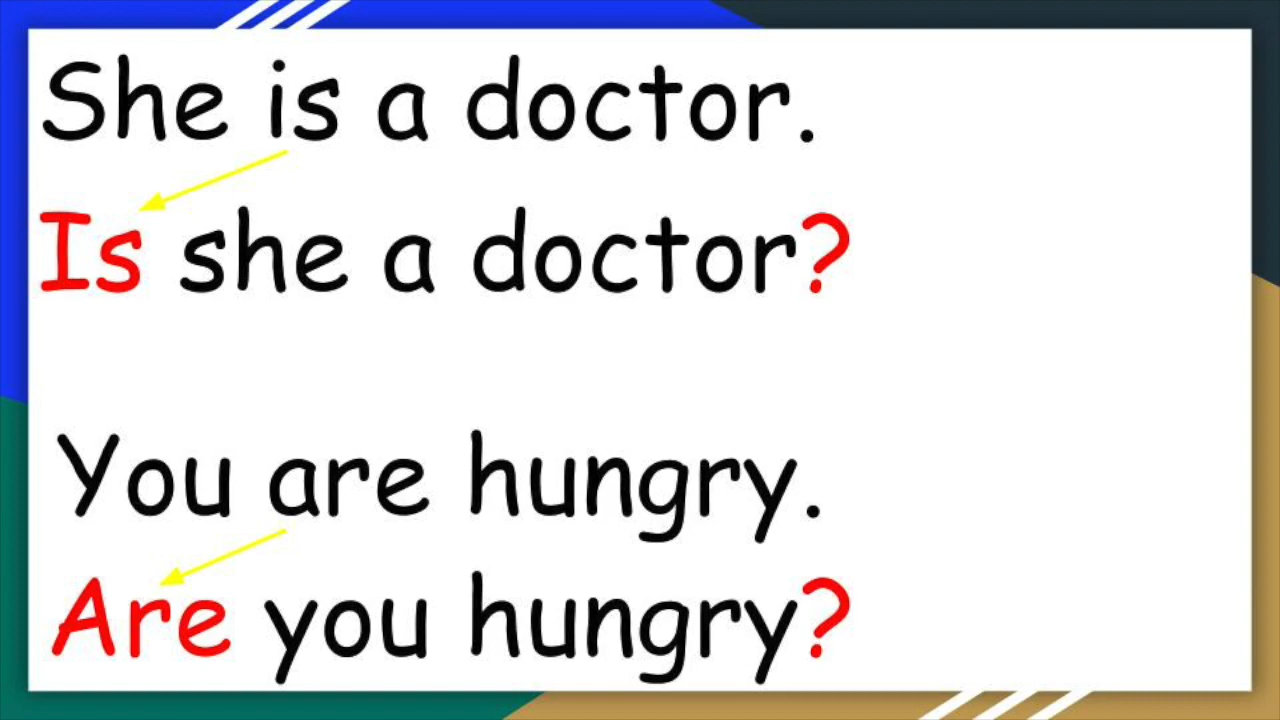 She is a doctor.
Is she a doctor?
You are hungry.
Are you hungry?